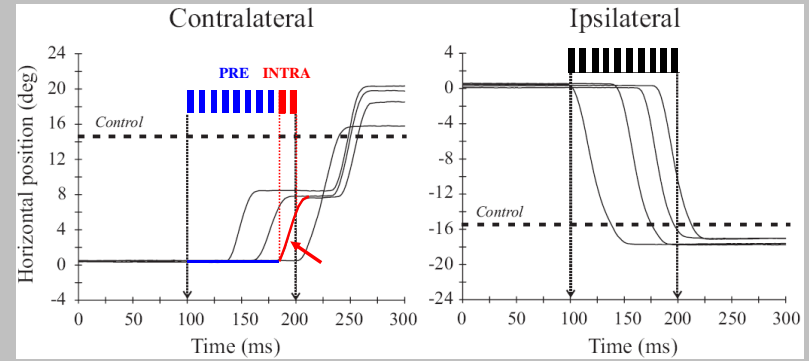 Contralateral
Ipsilateral
PRE INTRA
Control
Horizontal position (deg)
24
20
16
12
8
4
0
-4
0 50 100 150 200 250 300
Time (ms)
4
0
-4
-8
-12
-16
-20
-24
Control
0 50 100 150 200 250 300
Time (ms)